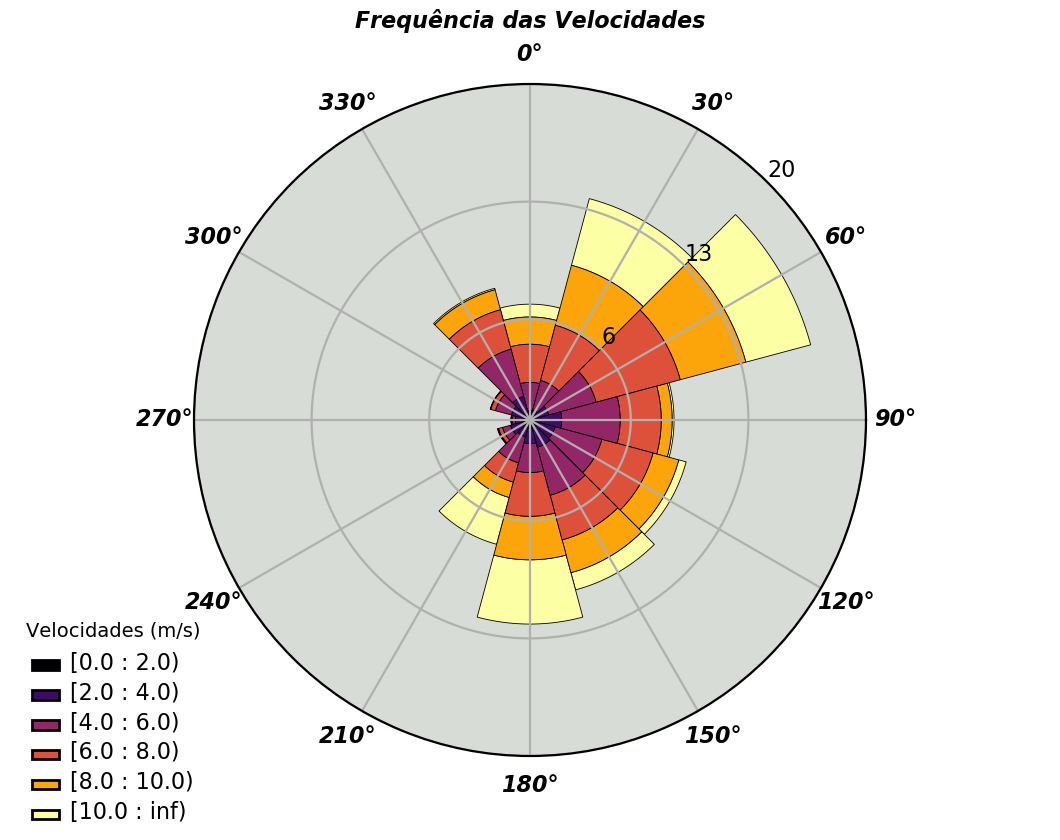 Frequência das Velocidades
0°
330°
30°
20
300°
60°
13
6
270°
90°
240°
120°
Velocidades (m/s)
[0.0 : 2.0)
[2.0 : 4.0)
[4.0 : 6.0)
210°
150°
[6.0 : 8.0)
180°
[8.0 : 10.0)
[10.0 : inf)